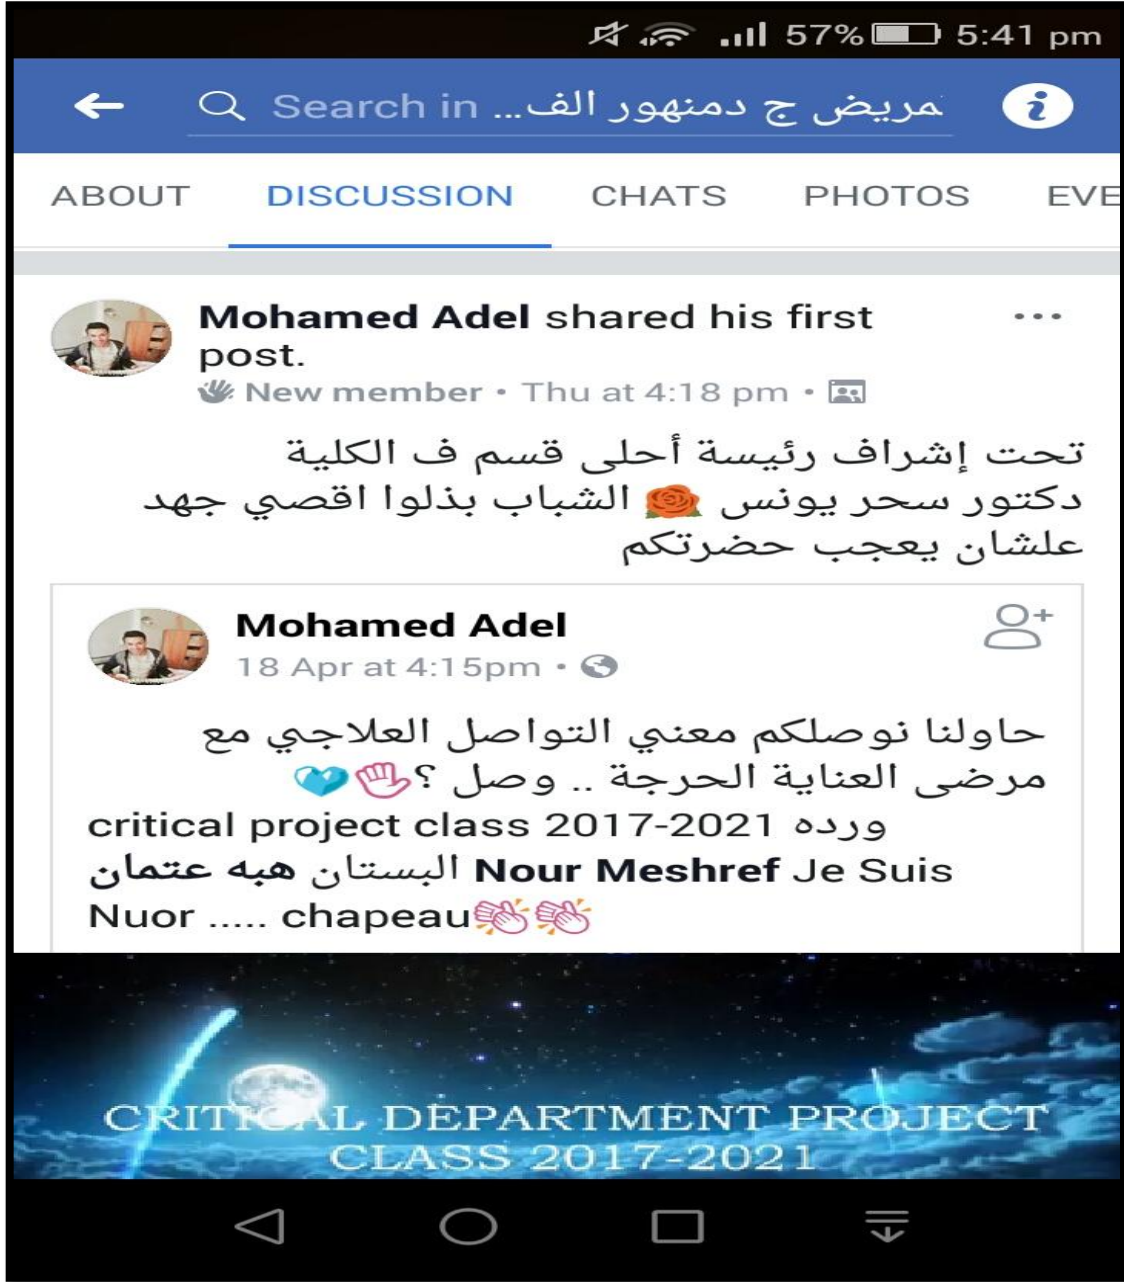 57% 5:41 pm
Search in تمريض ج دمنهور الف...
ABOUT DISCUSSION CHATS PHOTOS EVE
Mohamed Adel shared his first
post.
New member • Thu at 4:18 pm •
تحت إشراف رئيسة أحلى قسم ف الكلية
دكتور سحر يونس 🌹 الشباب بذلوا اقصي جهد
علشان يعجب حضرتكم
Mohamed Adel
18 Apr at 4:15pm •
حاولنا نوصلكم معني التواصل العلاجي مع
مرضى العناية الحرجة .. وصل ؟👋💙
critical project class 2017-2021 ورده
البستان هبه عتمان Nour Meshref Je Suis
Nuor ..... chapeau👏👏
CRITICAL DEPARTMENT PROJECT
CLASS 2017-2021